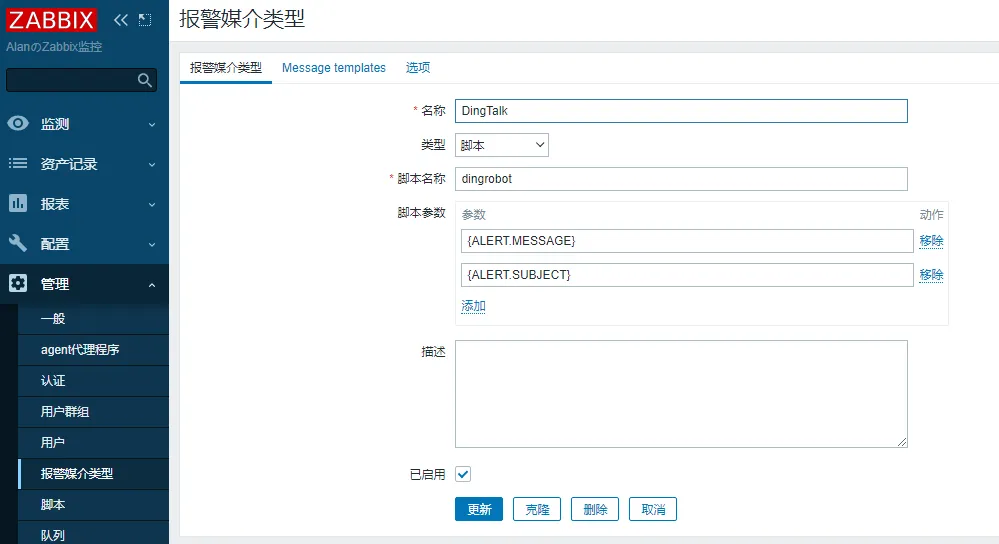 ZABBIX
AlanのZabbix监控
监测
资产记录
报表
配置
管理
一般
agent代理程序
认证
用户群组
用户
报警媒介类型
脚本
队列
报警媒介类型
报警媒介类型 Message templates 选项
* 名称 DingTalk
类型 脚本
* 脚本名称 dingrobot
脚本参数 参数 动作
{ALERT.MESSAGE} 移除
{ALERT.SUBJECT} 移除
添加
描述
已启用
更新 克隆 删除 取消